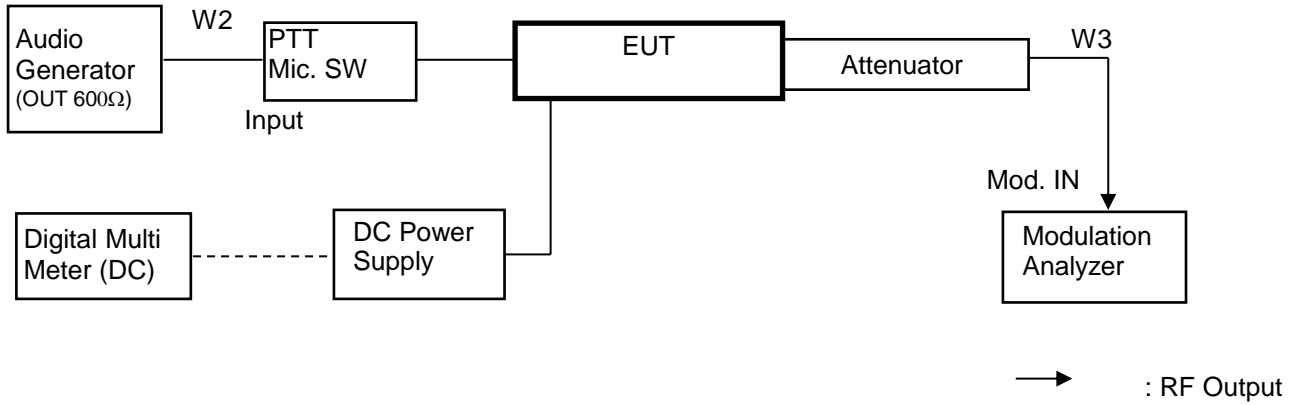 W2
Audio
Generator
(OUT 600Ω)
PTT
Mic. SW
Input
EUT
Attenuator
W3
Mod. IN
Digital Multi
Meter (DC)
DC Power
Supply
Modulation
Analyzer
: RF Output